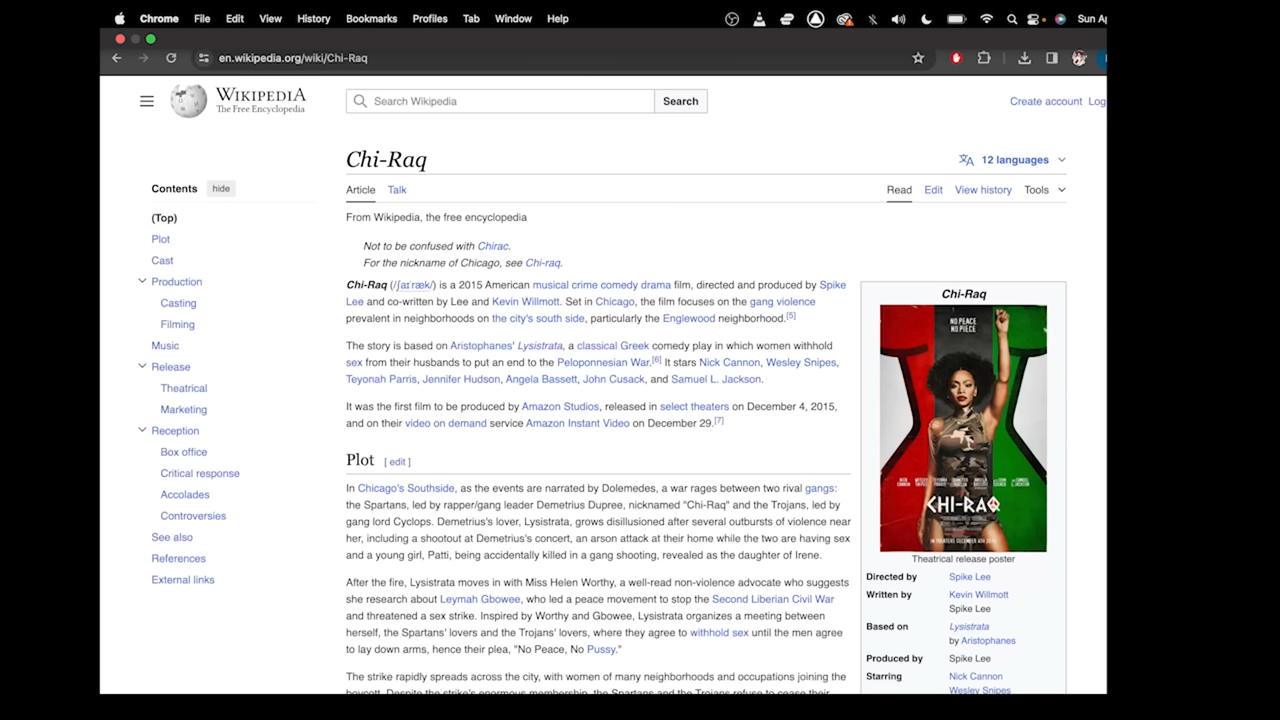 Chrome File Edit View History Bookmarks Profiles Tab Window Help Sun Ap
en.wikipedia.org/wiki/Chi-Raq
WIKIPEDIA
The Free Encyclopedia
Search Wikipedia
Search
Create account Log
Chi-Raq
12 languages
Contents hide
Article Talk
Read Edit View history Tools
(Top)
Plot
Cast
Production
Casting
Filming
Music
Release
Theatrical
Marketing
Reception
Box office
Critical response
Accolades
Controversies
See also
References
External links
From Wikipedia, the free encyclopedia
Not to be confused with Chirac.
For the nickname of Chicago, see Chi-raq.
Chi-Raq (/ʃaɪˈræk/) is a 2015 American musical crime comedy drama film, directed and produced by Spike
Lee and co-written by Lee and Kevin Willmott. Set in Chicago, the film focuses on the gang violence
prevalent in neighborhoods on the city's south side, particularly the Englewood neighborhood.[5]
The story is based on Aristophanes' Lysistrata, a classical Greek comedy play in which women withhold
sex from their husbands to put an end to the Peloponnesian War.[6] It stars Nick Cannon, Wesley Snipes,
Teyonah Parris, Jennifer Hudson, Angela Bassett, John Cusack, and Samuel L. Jackson.
It was the first film to be produced by Amazon Studios, released in select theaters on December 4, 2015,
and on their video on demand service Amazon Instant Video on December 29.[7]
Plot [ edit ]
In Chicago's Southside, as the events are narrated by Dolemedes, a war rages between two rival gangs:
the Spartans, led by rapper/gang leader Demetrius Dupree, nicknamed "Chi-Raq" and the Trojans, led by
gang lord Cyclops. Demetrius's lover, Lysistrata, grows disillusioned after several outbursts of violence near
her, including a shootout at Demetrius's concert, an arson attack at their home while the two are having sex
and a young girl, Patti, being accidentally killed in a gang shooting, revealed as the daughter of Irene.
After the fire, Lysistrata moves in with Miss Helen Worthy, a well-read non-violence advocate who suggests
she research about Leymah Gbowee, who led a peace movement to stop the Second Liberian Civil War
and threatened a sex strike. Inspired by Worthy and Gbowee, Lysistrata organizes a meeting between
herself, the Spartans' lovers and the Trojans' lovers, where they agree to withhold sex until the men agree
to lay down arms, hence their plea, "No Peace, No Pussy."
The strike rapidly spreads across the city, with women of many neighborhoods and occupations joining the
boycott. Despite the strike's enormous membership, the Spartans and the Trojans refuse to cease their
Chi-Raq
NO PEACE
NO PIECE
CHI-RAQ
IN THEATERS DECEMBER 4TH
Theatrical release poster
Directed by Spike Lee
Written by Kevin Willmott
Spike Lee
Based on Lysistrata
by Aristophanes
Produced by Spike Lee
Starring Nick Cannon
Wesley Snipes